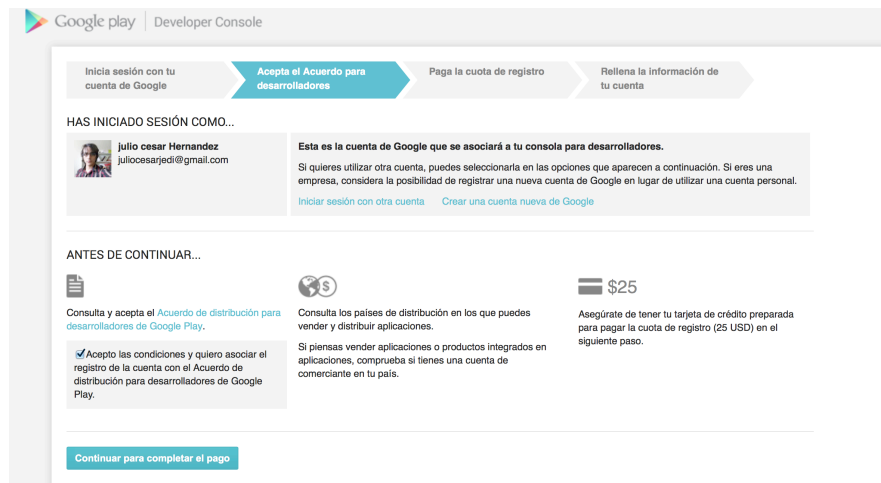 Google play | Developer Console
Inicia sesión con tu
cuenta de Google
Acepta el Acuerdo para
desarrolladores
Paga la cuota de registro
Rellena la información de
tu cuenta
HAS INICIADO SESIÓN COMO...
julio cesar Hernandez
juliocesarjedi@gmail.com
Esta es la cuenta de Google que se asociará a tu consola para desarrolladores.
Si quieres utilizar otra cuenta, puedes seleccionarla en las opciones que aparecen a continuación. Si eres una
empresa, considera la posibilidad de registrar una nueva cuenta de Google en lugar de utilizar una cuenta personal.
Iniciar sesión con otra cuenta Crear una cuenta nueva de Google
ANTES DE CONTINUAR...
Consulta y acepta el Acuerdo de distribución para
desarrolladores de Google Play.
Acepto las condiciones y quiero asociar el
registro de la cuenta con el Acuerdo de
distribución para desarrolladores de Google
Play.
$
Consulta los países de distribución en los que puedes
vender y distribuir aplicaciones.
Si piensas vender aplicaciones o productos integrados en
aplicaciones, comprueba si tienes una cuenta de
comerciante en tu país.
$25
Asegúrate de tener tu tarjeta de crédito preparada
para pagar la cuota de registro (25 USD) en el
siguiente paso.
Continuar para completar el pago